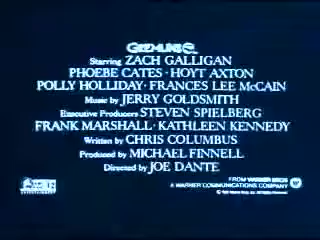 GREMLINS
Starring ZACH GALLIGAN
PHOEBE CATES · HOYT AXTON
POLLY HOLLIDAY · FRANCES LEE McCAIN
Music by JERRY GOLDSMITH
Executive Producers STEVEN SPIELBERG
FRANK MARSHALL · KATHLEEN KENNEDY
Written by CHRIS COLUMBUS
Produced by MICHAEL FINNELL
Directed by JOE DANTE
FROM WARNER BROS
A WARNER COMMUNICATIONS COMPANY